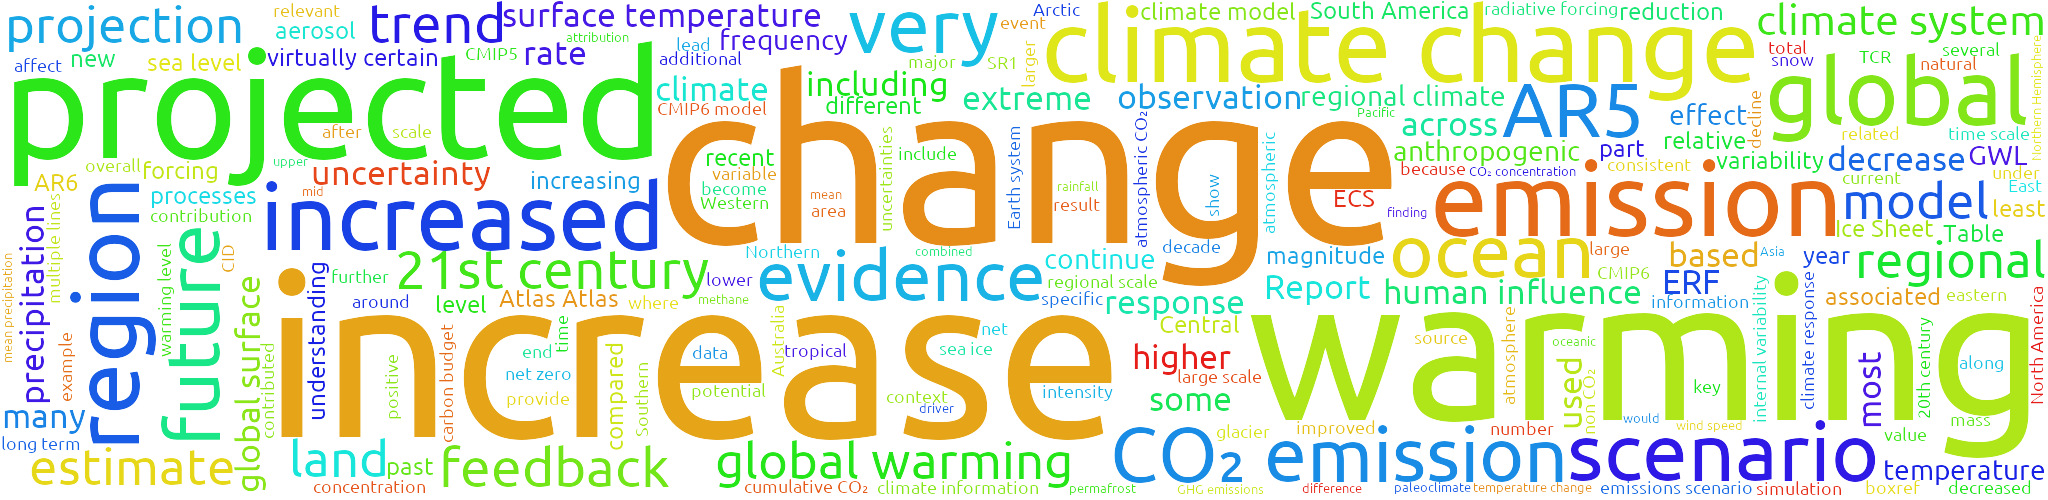 projection
relevant
aerosol
trend
surface temperature
attribution
lead
frequency
additional
very
event
Arctic
climate model
South America
radiative forcing
reduction
climate system
affect
new
sea level
virtually certain
CMIP5
rate
major
SR1
larger
climate change
total
snow
TCR
several
natural
Northern Hemisphere
projected
climate
CMIP6 model
including
different
extreme
observation
regional climate
Pacific
AR5
effect
relative
decline
global
related
time scale
after
scale
change
across
anthropogenic
part
variability
consistent
decrease
GWL
under
current
East
least
AR6
overall
forcing
upper
uncertainty
mid
increasing
recent
variable
become
Western
mean
area
uncertainties
include
Earth system
rainfall
result
atmospheric CO₂
show
atmospheric
ECS
finding
because
CO₂ concentration
emission
model
processes
contribution
increased
region
precipitation
multiple lines
mean precipitation
future
CID
warming level
Northern
combined
decade
ocean
large
based
Asia
year
Ice Sheet
Table
regional
further
21st century
lower
evidence
continue
regional scale
specific
magnitude
Report
response
human influence
CMIP6
ERF
information
internal variability
associated
eastern
climate response
global surface
understanding
around
level
Atlas Atlas
where
methane
increase
Central
warming
source
atmosphere
oceanic
example
contributed
positive
carbon budget
end
time
net zero
provide
compared
Southern
data
potential
Australia
tropical
net
sea ice
context
driver
intensity
higher
large scale
some
used
non CO₂
key
most
20th century
along
North America
many
long term
would
wind speed
value
mass
estimate
land
past
concentration
feedback
global warming
cumulative CO₂
glacier
climate information
permafrost
improved
number
CO₂ emission
GHG emissions
difference
paleoclimate
temperature change
scenario
emissions scenario
simulation
temperature
boxref
decreased